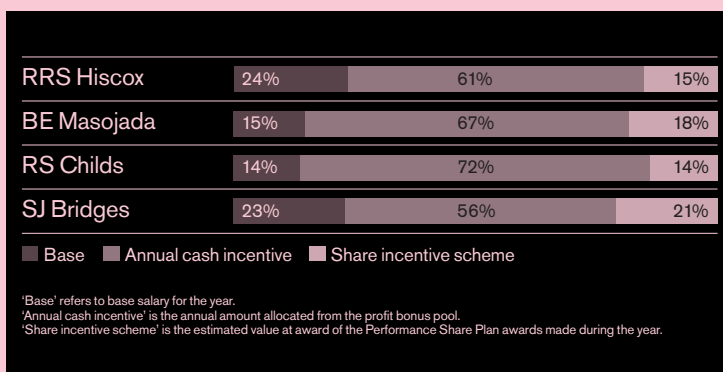 RRS Hiscox 24% 61% 15%
BE Masojada 15% 67% 18%
RS Childs 14% 72% 14%
SJ Bridges 23% 56% 21%
Base Annual cash incentive Share incentive scheme
‘Base’ refers to base salary for the year.
‘Annual cash incentive’ is the annual amount allocated from the profit bonus pool.
‘Share incentive scheme’ is the estimated value at award of the Performance Share Plan awards made during the year.